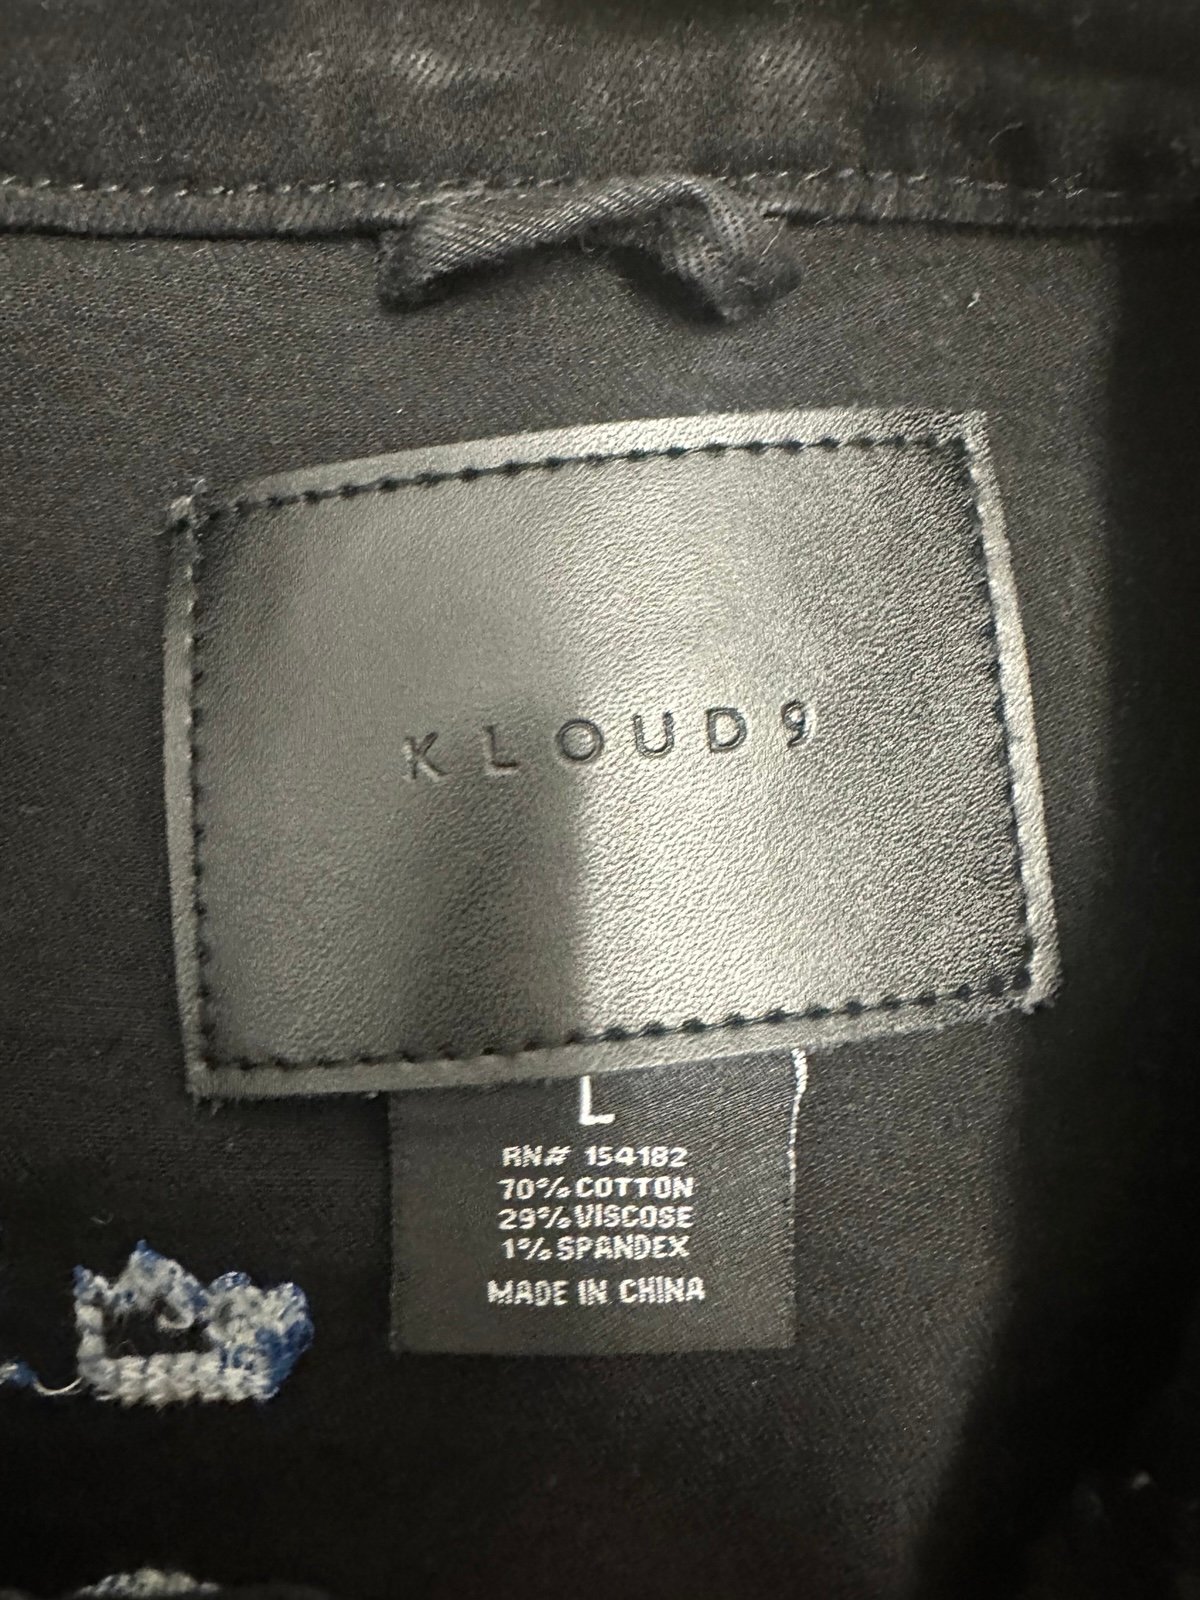 KLOUD9
L
RN# 154182
70% COTTON
29% VISCOSE
1% SPANDEX
MADE IN CHINA